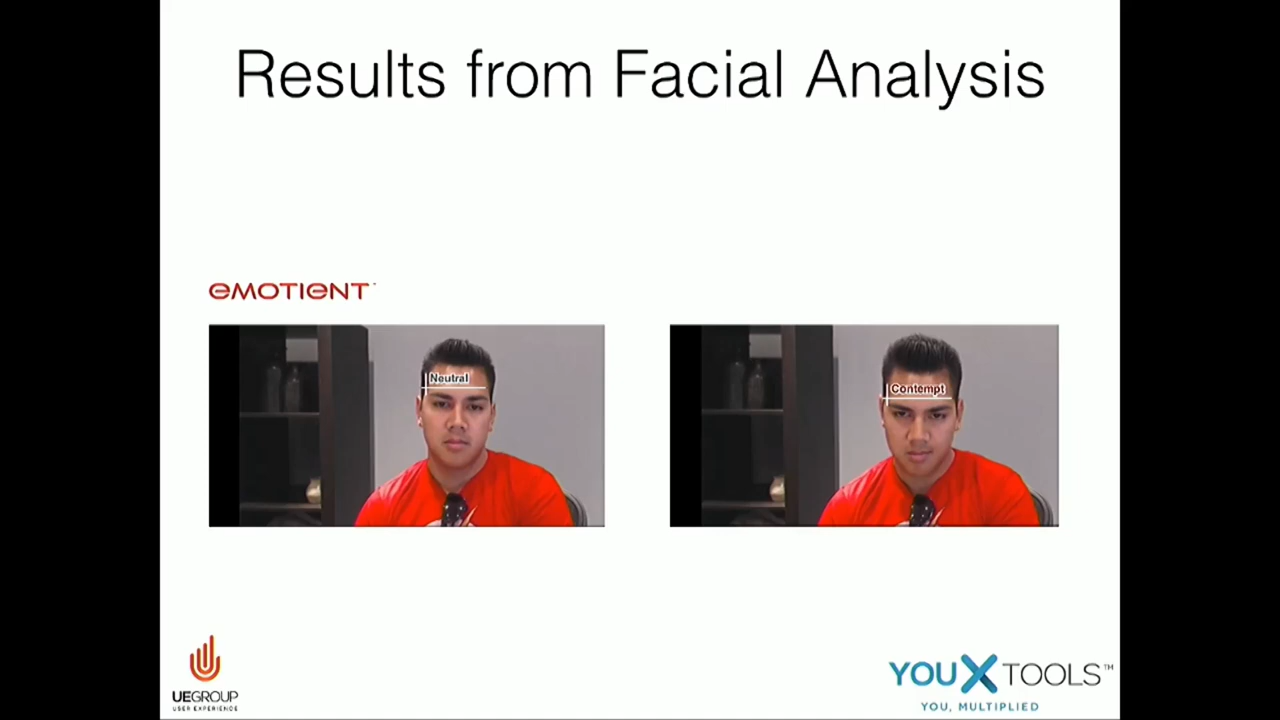 Results from Facial Analysis
EMOTIENT
Neutral
Contempt
UEGROUP
USER EXPERIENCE
YOU X TOOLS™
YOU, MULTIPLIED